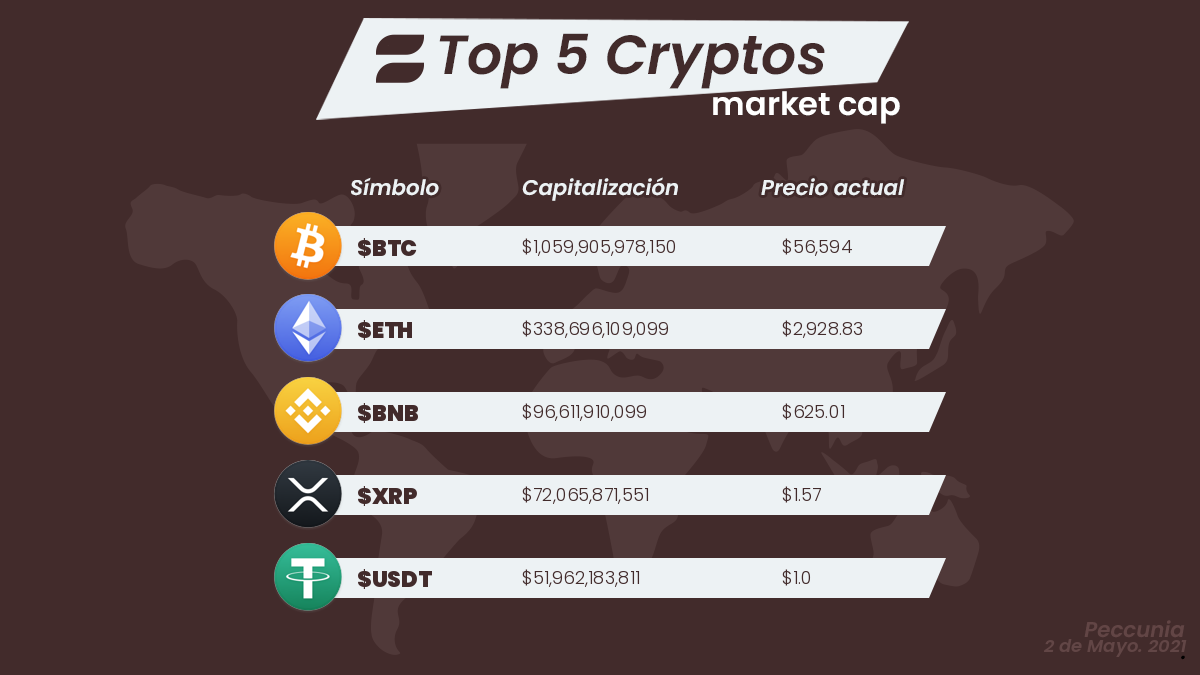 Top 5 Cryptos
market cap
Símbolo Capitalización Precio actual
$BTC $1,059,905,978,150 $56,594
$ETH $338,696,109,099 $2,928.83
$BNB $96,611,910,099 $625.01
$XRP $72,065,871,551 $1.57
$USDT $51,962,183,811 $1.0
Peccunia
2 de Mayo. 2021
.